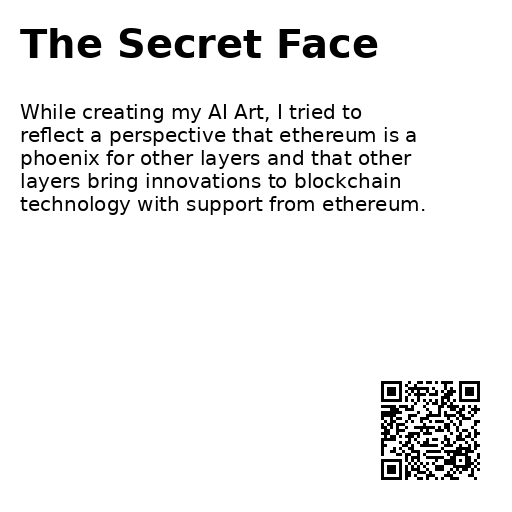 The Secret Face
While creating my AI Art, I tried to
reflect a perspective that ethereum is a
phoenix for other layers and that other
layers bring innovations to blockchain
technology with support from ethereum.